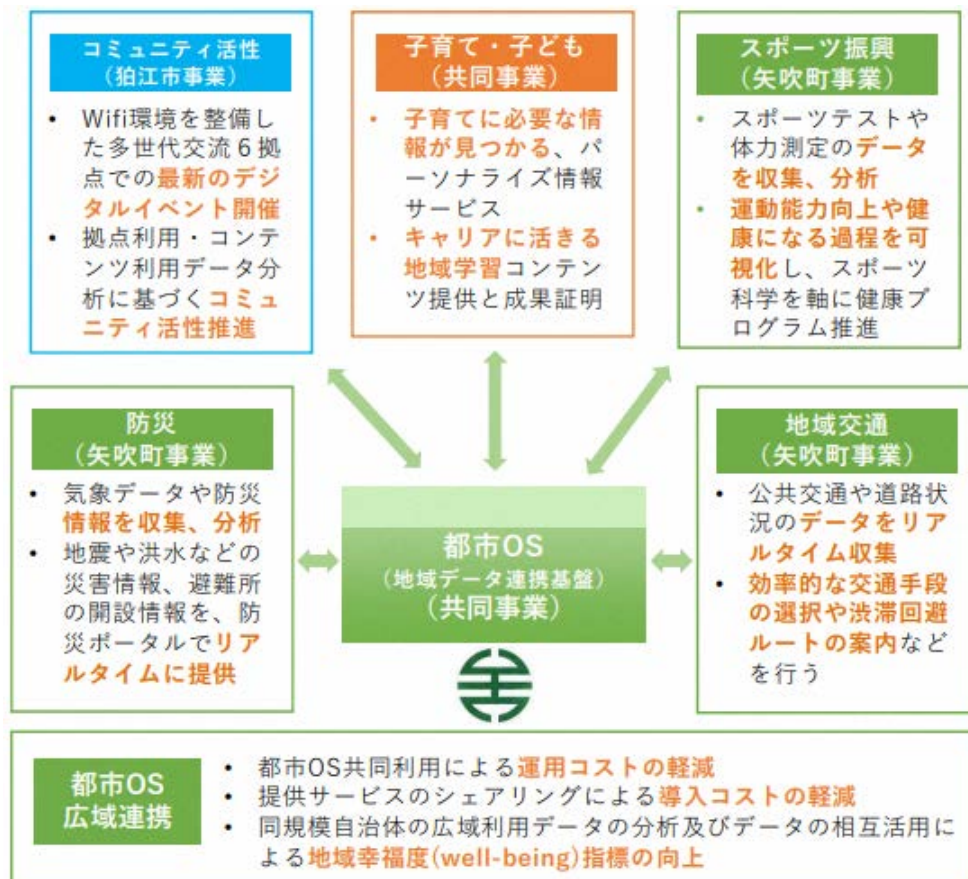 コミュニティ活性
（狛江市事業）
• Wifi環境を整備し
た多世代交流６拠
点での最新のデジ
タルイベント開催
• 拠点利用・コンテ
ンツ利用データ分
析に基づくコミュ
ニティ活性推進
子育て・子ども
（共同事業）
• 子育てに必要な情
報が見つかる、パ
ーソナライズ情報
サービス
• キャリアに活きる
地域学習コンテン
ツ提供と成果証明
スポーツ振興
（矢吹町事業）
• スポーツテストや
体力測定のデータ
を収集、分析
• 運動能力向上や健
康になる過程を可
視化し、スポーツ
科学を軸に健康プ
ログラム推進
防災
（矢吹町事業）
• 気象データや防災
情報を収集、分析
• 地震や洪水などの
災害情報、避難所
の開設情報を、防
災ポータルでリア
ルタイムに提供
都市OS
（地域データ連携基盤）
（共同事業）
地域交通
（矢吹町事業）
• 公共交通や道路状
況のデータをリア
ルタイム収集
• 効率的な交通手段
の選択や渋滞回避
ルートの案内など
を行う
都市OS
広域連携
• 都市OS共同利用による運用コストの軽減
• 提供サービスのシェアリングによる導入コストの軽減
• 同規模自治体の広域利用データの分析及びデータの相互活用に
よる地域幸福度(well-being)指標の向上